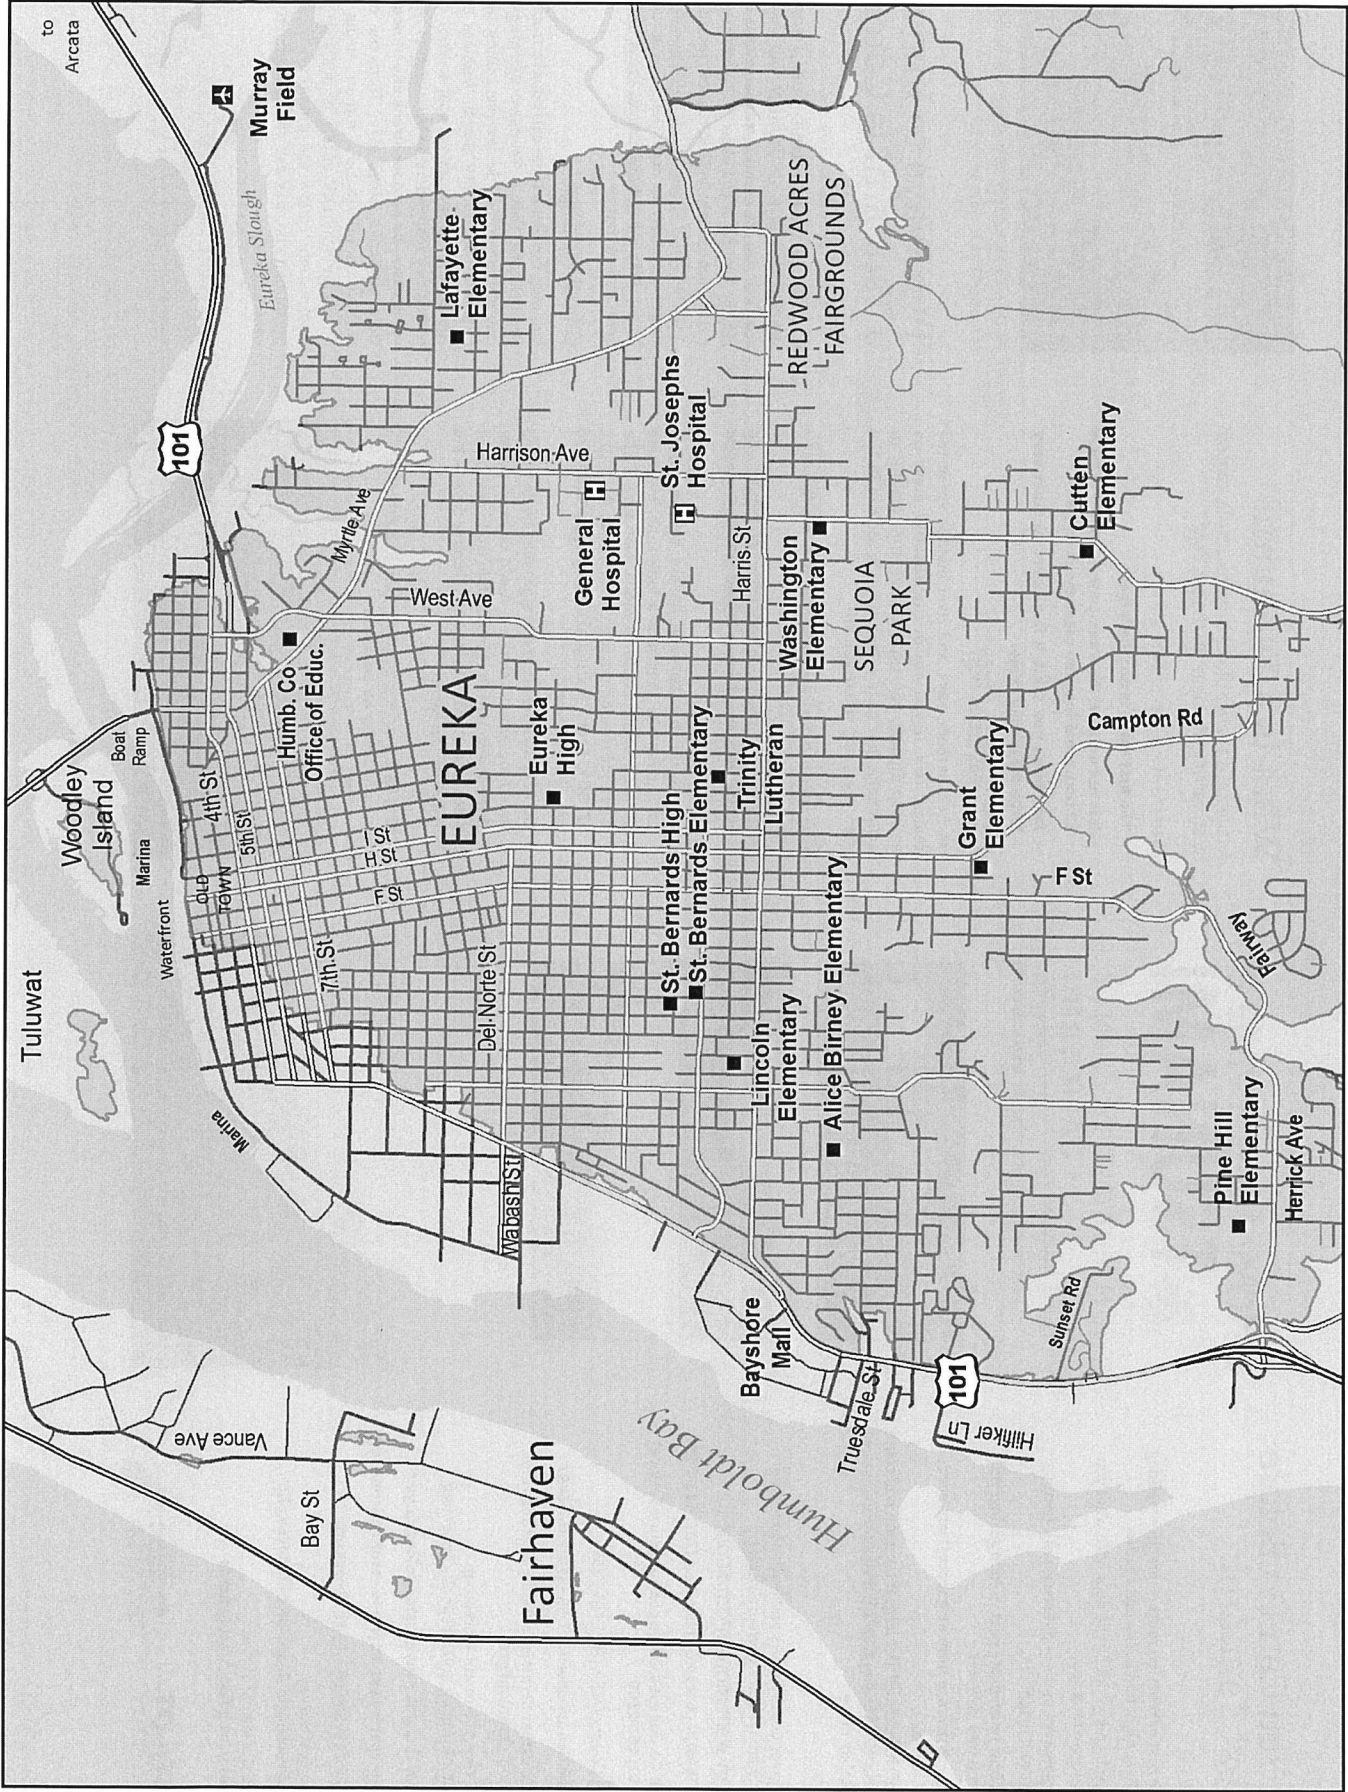 to
Arcata
Murray
Field
101
Eureka Slough
Woodley
Island
Boat
Ramp
Marina
Waterfront
Tuluwat
Marina
Lafayette
Elementary
Harrison Ave
Myrtle Ave
West Ave
Humb. Co
Office of Educ.
4th St
5th St
OLD
TOWN
I St
H St
F St
7th St
EUREKA
General
Hospital
H
St. Josephs
Hospital
H
REDWOOD ACRES
FAIRGROUNDS
Eureka
High
Del Norte St
Wabash St
Harris St
Washington
Elementary
SEQUOIA
PARK
St. Bernards High
St. Bernards Elementary
Trinity
Lutheran
Lincoln
Elementary
Alice Birney Elementary
Cutten
Elementary
Campton Rd
Grant
Elementary
F St
Fairway
Pine Hill
Elementary
Herrick Ave
Sunset Rd
Bayshore
Mall
Truesdale St
101
Hilfiker Ln
Humboldt Bay
Vance Ave
Bay St
Fairhaven